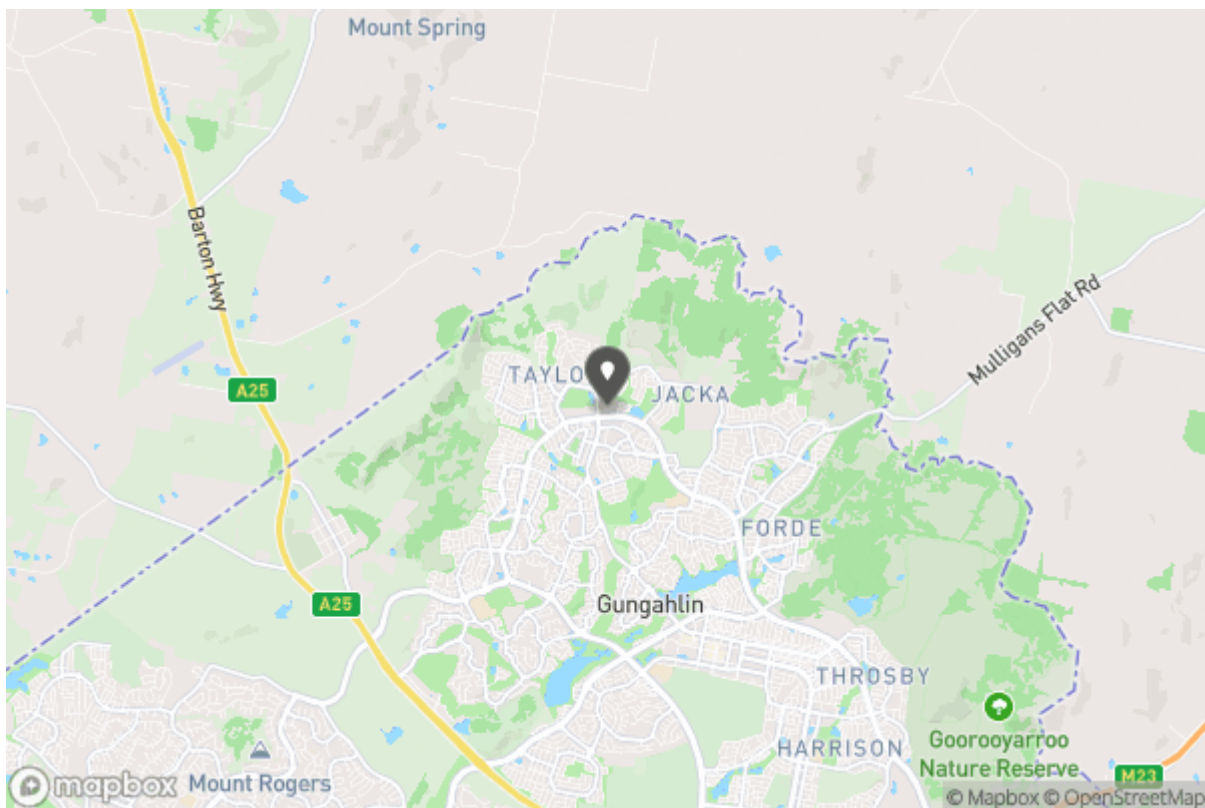 Mount Spring
Barton Hwy
Mulligans Flat Rd
A25
TAYLO
JACKA
FORDE
A25
Gungahlin
THROSBY
Goorooyarroo
Nature Reserve
HARRISON
Mount Rogers
M23
mapbox
© Mapbox © OpenStreetMap